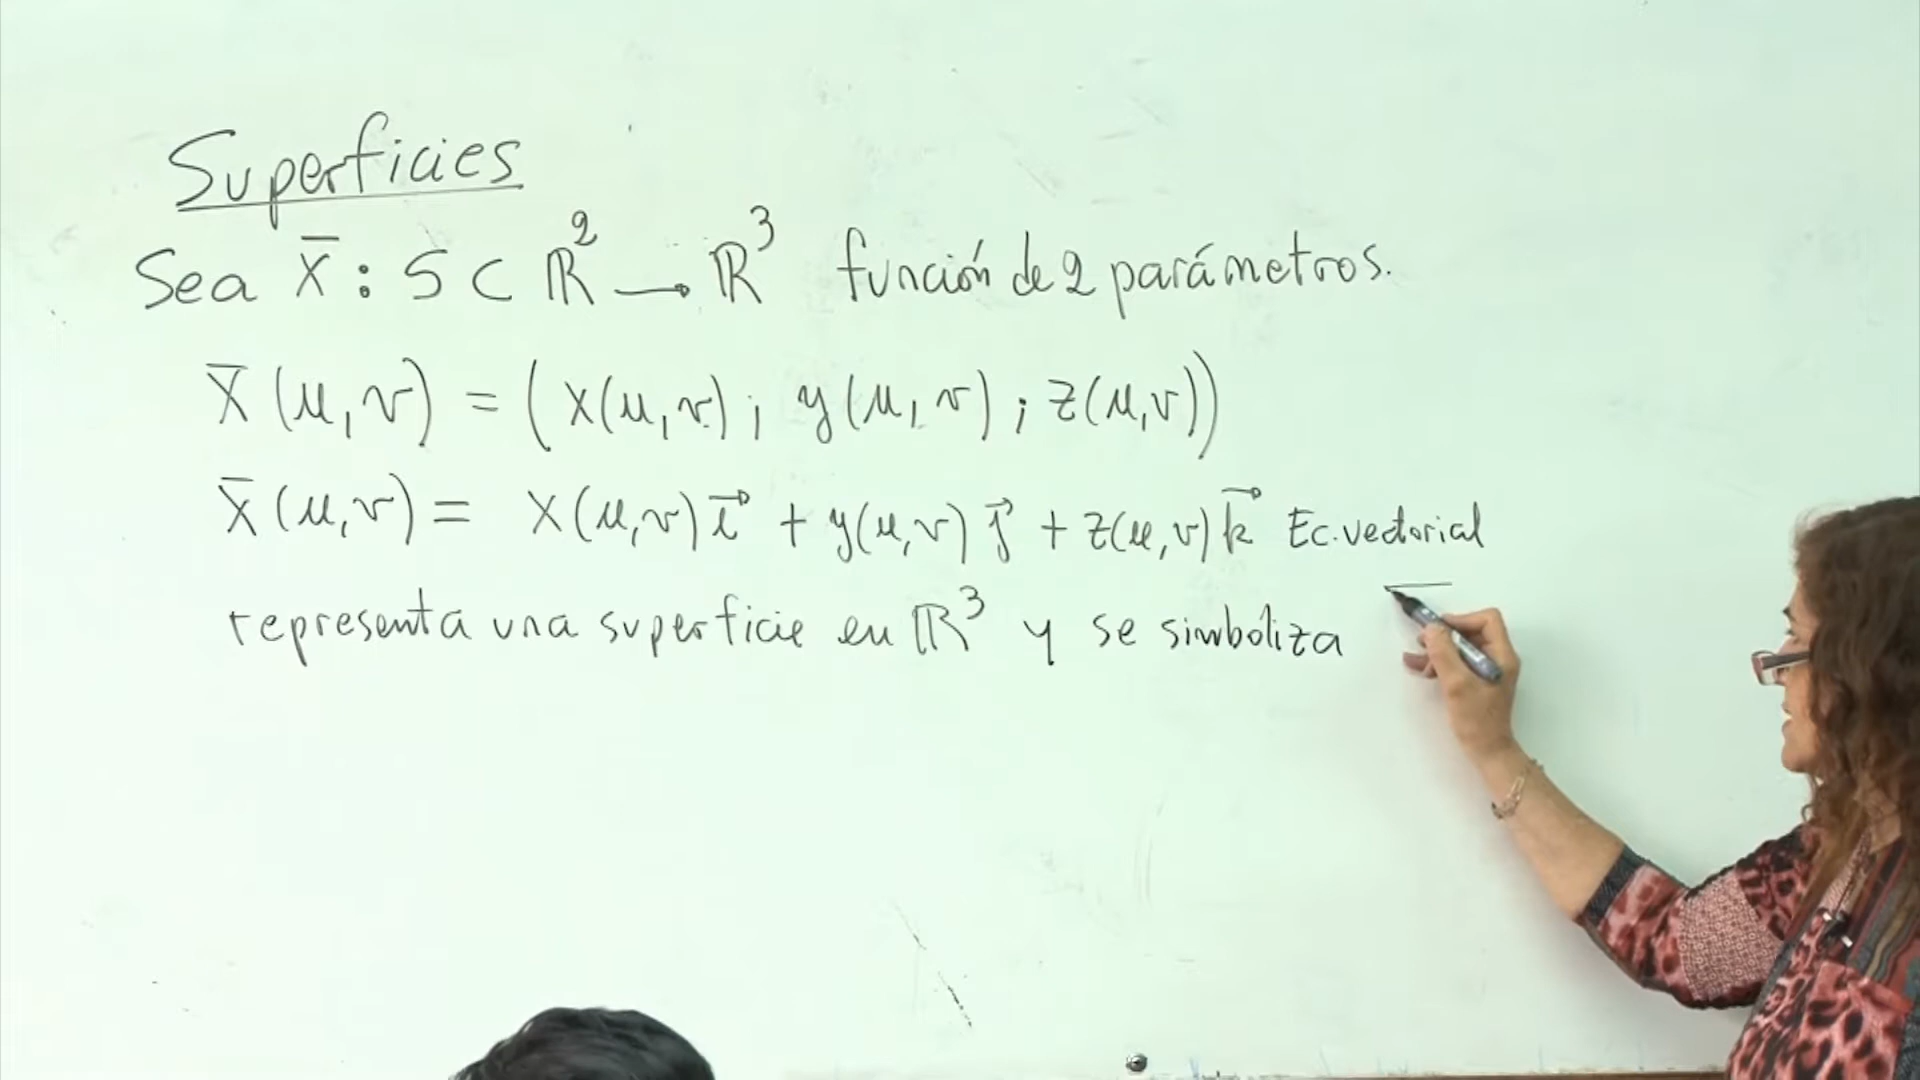 Superficies
Sea X̄ : S ⊂ ℝ² → ℝ³ función de 2 parámetros.
X̄ (u,v) = (x(u,v) ; y(u,v) ; z(u,v))
X̄ (u,v) = x(u,v) i⃗ + y(u,v) j⃗ + z(u,v) k⃗ Ec. vectorial
representa una superficie en ℝ³ y se simboliza